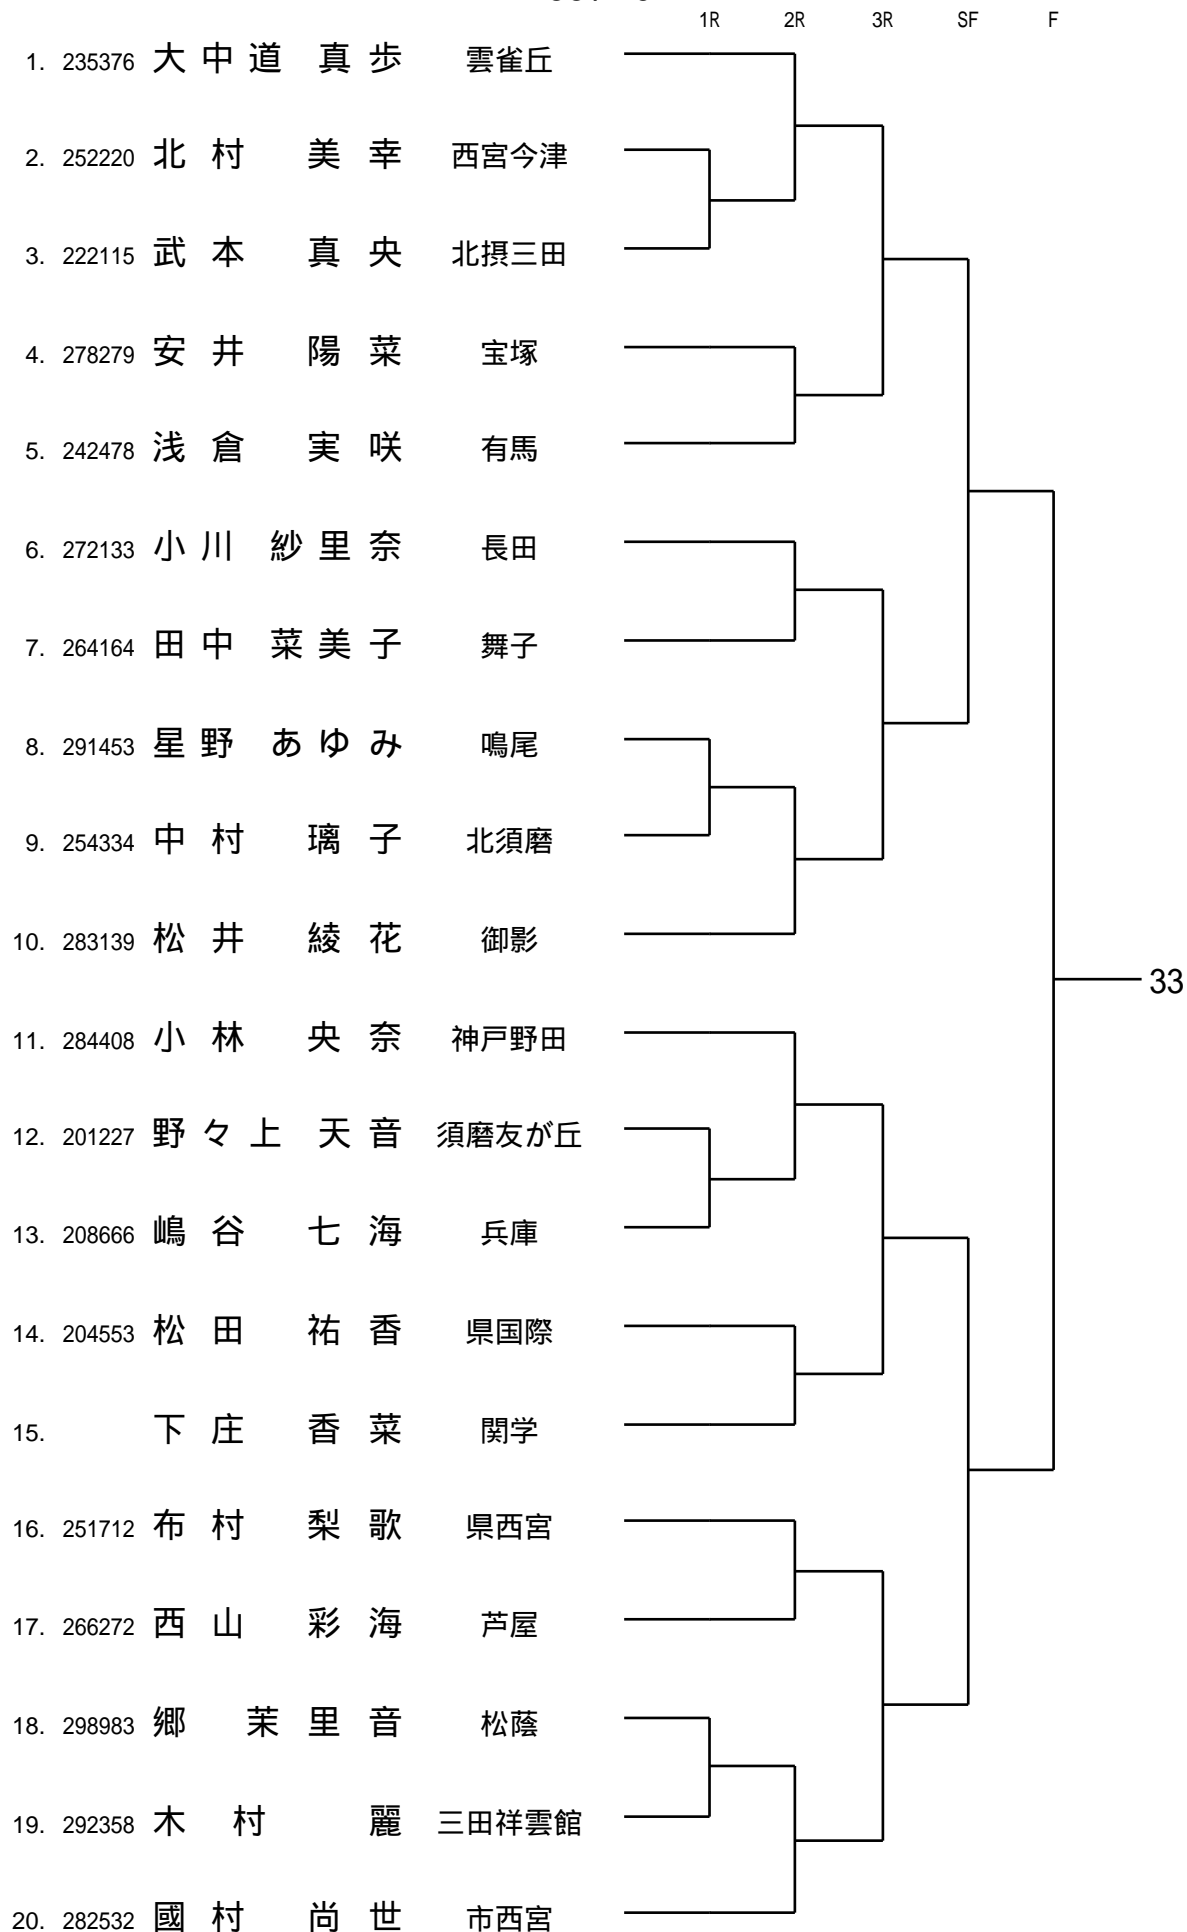 1R 2R 3R SF F
1. 235376 大中道 真歩 雲雀丘
2. 252220 北村 美幸 西宮今津
3. 222115 武本 真央 北摂三田
4. 278279 安井 陽菜 宝塚
5. 242478 浅倉 実咲 有馬
6. 272133 小川 紗里奈 長田
7. 264164 田中 菜美子 舞子
8. 291453 星野 あゆみ 鳴尾
9. 254334 中村 璃子 北須磨
10. 283139 松井 綾花 御影
33
11. 284408 小林 央奈 神戸野田
12. 201227 野々上 天音 須磨友が丘
13. 208666 嶋谷 七海 兵庫
14. 204553 松田 祐香 県国際
15. 下庄 香菜 関学
16. 251712 布村 梨歌 県西宮
17. 266272 西山 彩海 芦屋
18. 298983 郷 茉里音 松蔭
19. 292358 木村 麗 三田祥雲館
20. 282532 國村 尚世 市西宮